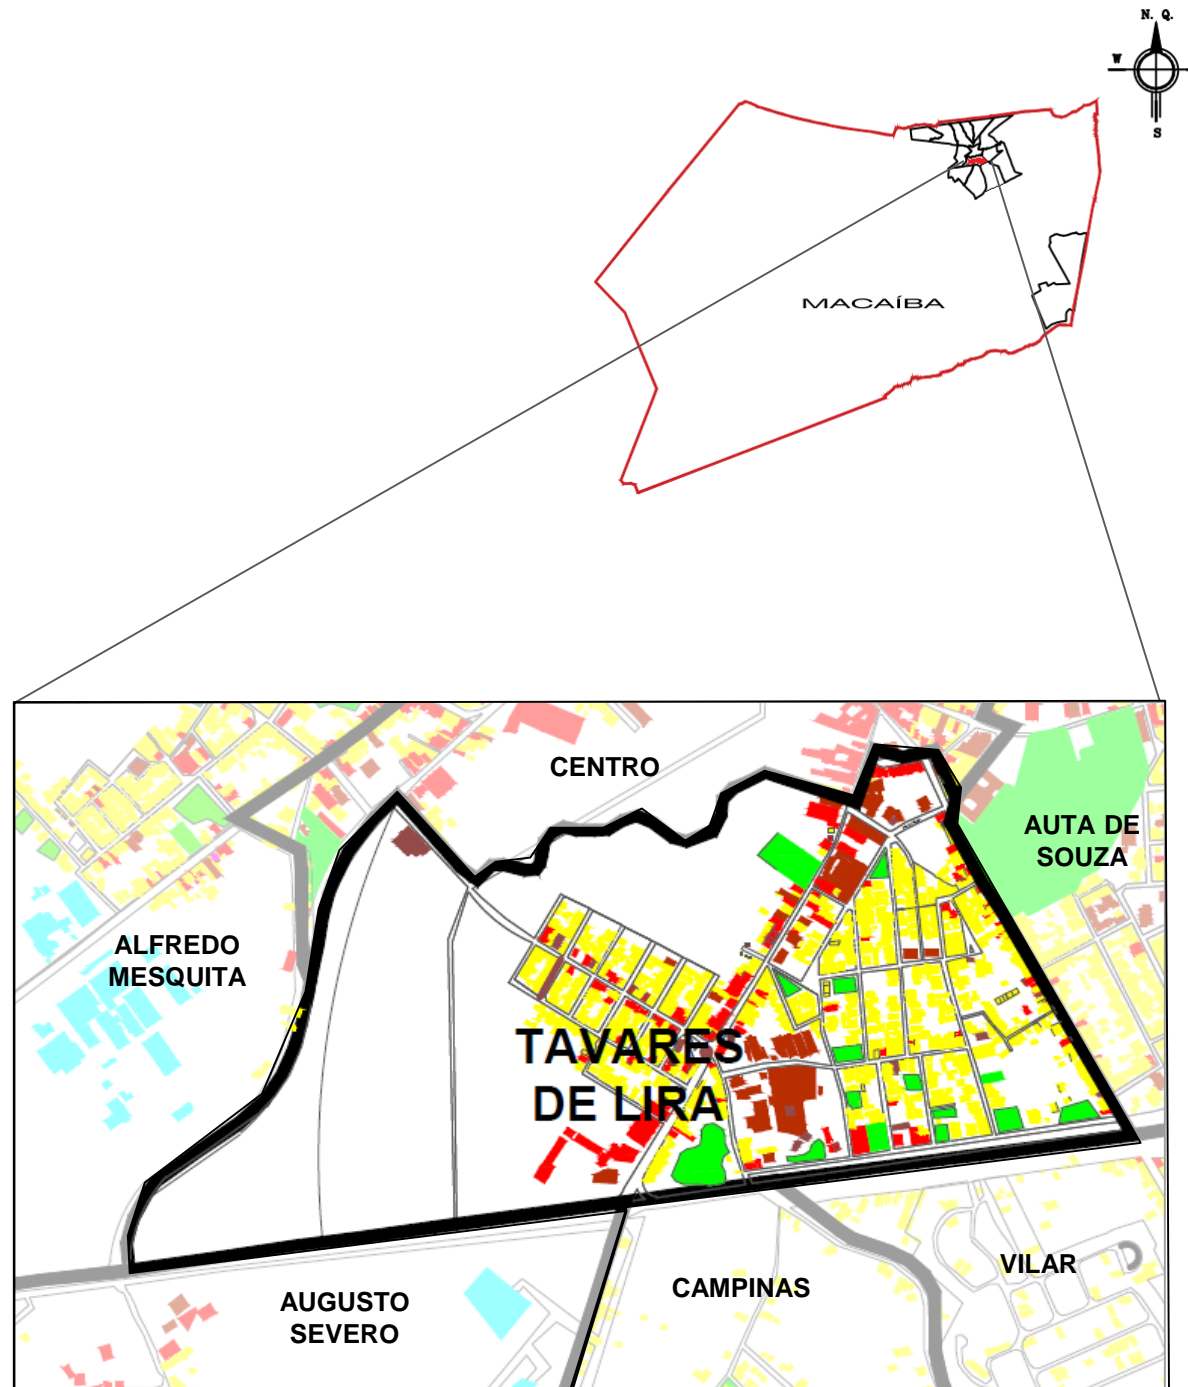 N. Q.
W
S
MACAÍBA
CENTRO
AUTA DE
SOUZA
ALFREDO
MESQUITA
TAVARES
DE LIRA
VILAR
CAMPINAS
AUGUSTO
SEVERO